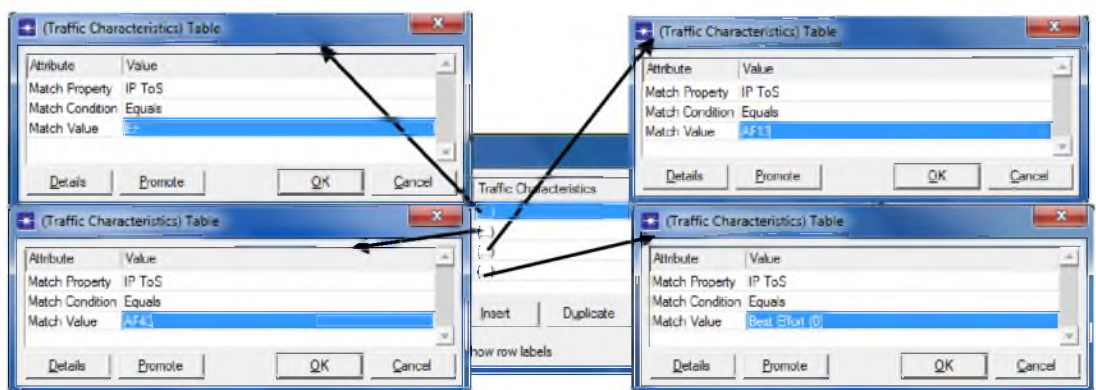 (Traffic Characteristics) Table
Attribute Value
Match Property IP ToS
Match Condition Equals
Match Value EF
Details Promote OK Cancel
(Traffic Characteristics) Table
Attribute Value
Match Property IP ToS
Match Condition Equals
Match Value AF13
Details Promote OK Cancel
Traffic Characteristics
(...)
(...)
(...)
(...)
Insert Duplicate
how row labels
(Traffic Characteristics) Table
Attribute Value
Match Property IP ToS
Match Condition Equals
Match Value
Details Promote OK Cancel
(Traffic Characteristics) Table
Attribute Value
Match Property IP ToS
Match Condition Equals
Match Value Best Effort (0)
Details Promote OK Cancel